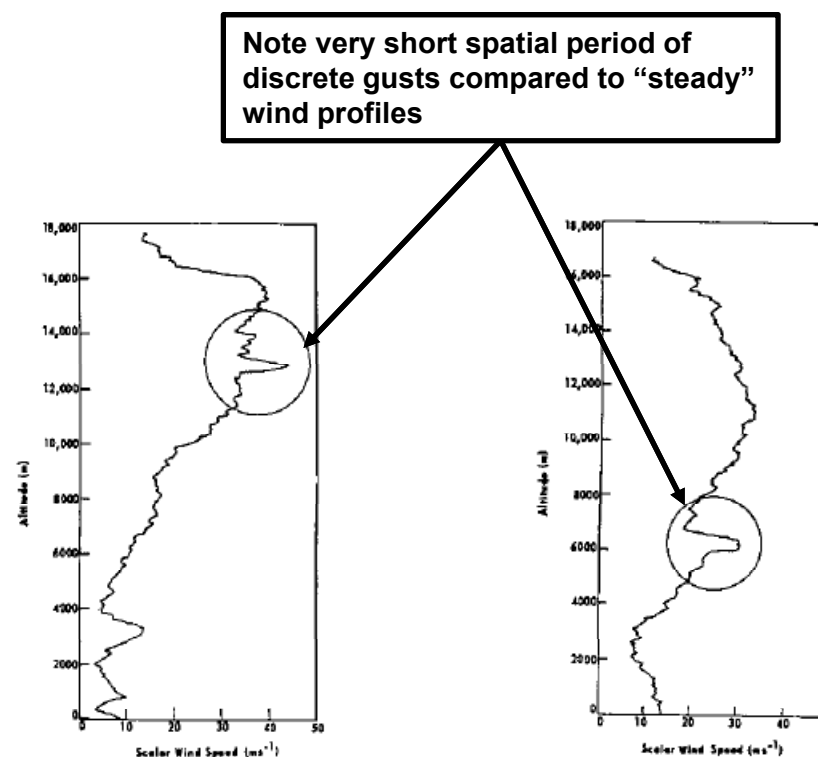 Note very short spatial period of
discrete gusts compared to “steady”
wind profiles
18,000
16,000
14,000
12,000
10,000
8000
6000
4000
2000
0
Altitude (m)
0 10 20 30 40 50
Scalar Wind Speed (ms⁻¹)
18,000
16,000
14,000
12,000
10,000
8000
6000
4000
2000
0
Altitude (m)
0 10 20 30 40
Scalar Wind Speed (ms⁻¹)